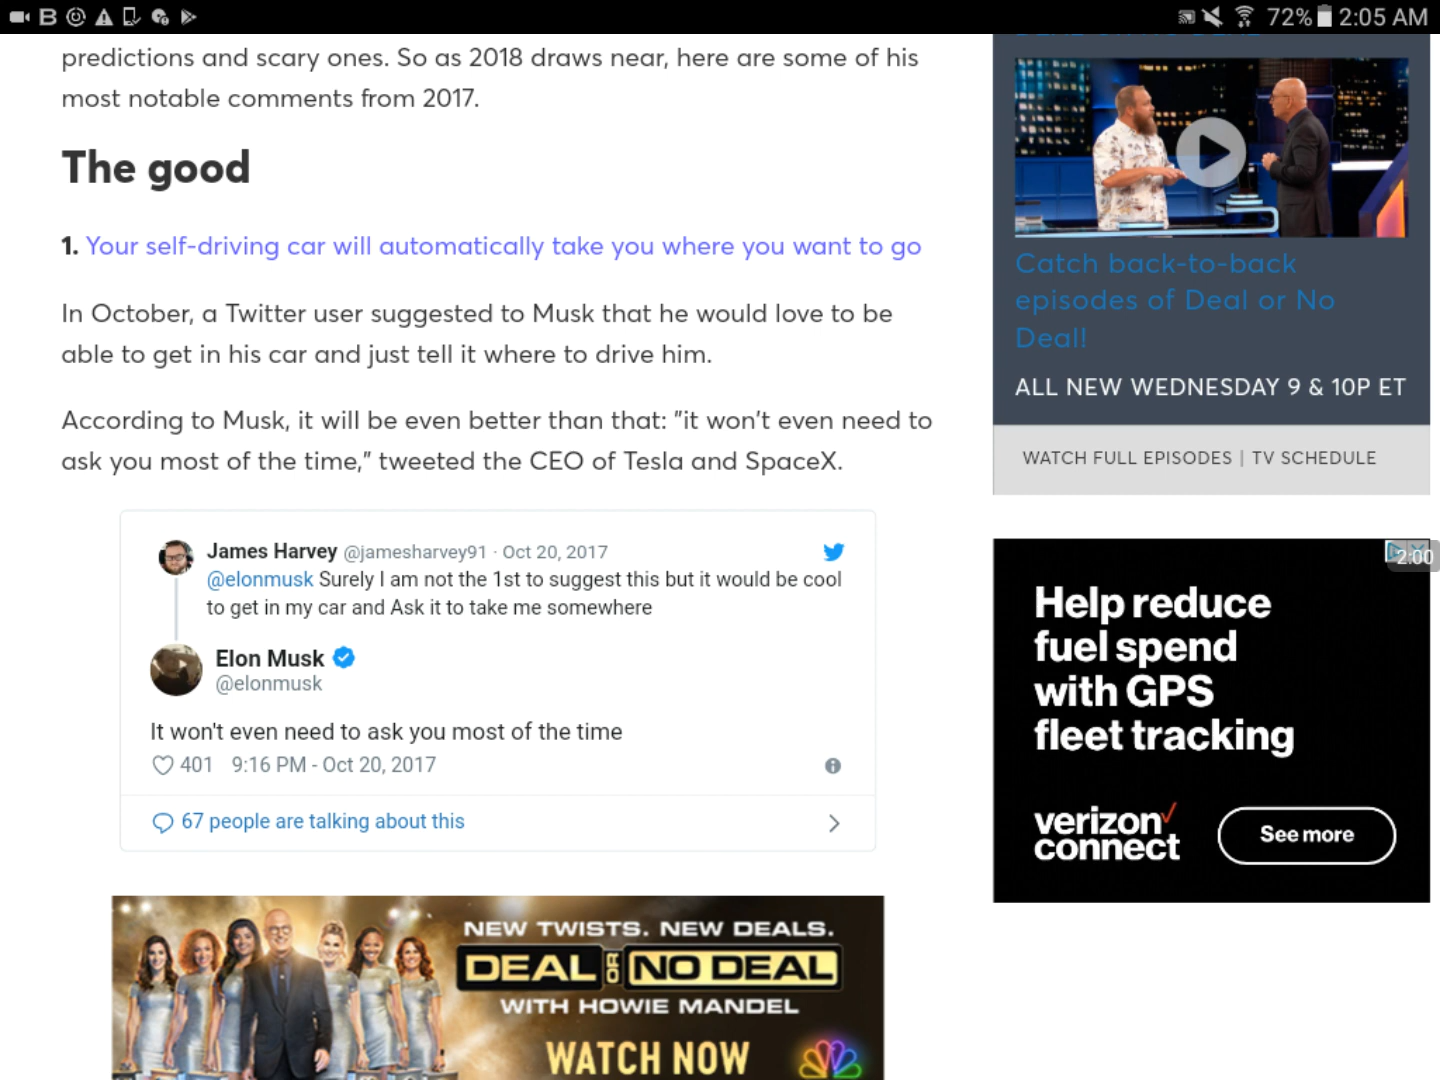 B 72% 2:05 AM
predictions and scary ones. So as 2018 draws near, here are some of his
most notable comments from 2017.
The good
1. Your self-driving car will automatically take you where you want to go
In October, a Twitter user suggested to Musk that he would love to be
able to get in his car and just tell it where to drive him.
According to Musk, it will be even better than that: "it won't even need to
ask you most of the time," tweeted the CEO of Tesla and SpaceX.
James Harvey @jamesharvey91 · Oct 20, 2017
@elonmusk Surely I am not the 1st to suggest this but it would be cool
to get in my car and Ask it to take me somewhere
Elon Musk
@elonmusk
It won't even need to ask you most of the time
401 9:16 PM - Oct 20, 2017
67 people are talking about this
NEW TWISTS. NEW DEALS.
DEAL OR NO DEAL
WITH HOWIE MANDEL
WATCH NOW
Catch back-to-back
episodes of Deal or No
Deal!
ALL NEW WEDNESDAY 9 & 10P ET
WATCH FULL EPISODES | TV SCHEDULE
2:00
Help reduce
fuel spend
with GPS
fleet tracking
verizon
connect
See more